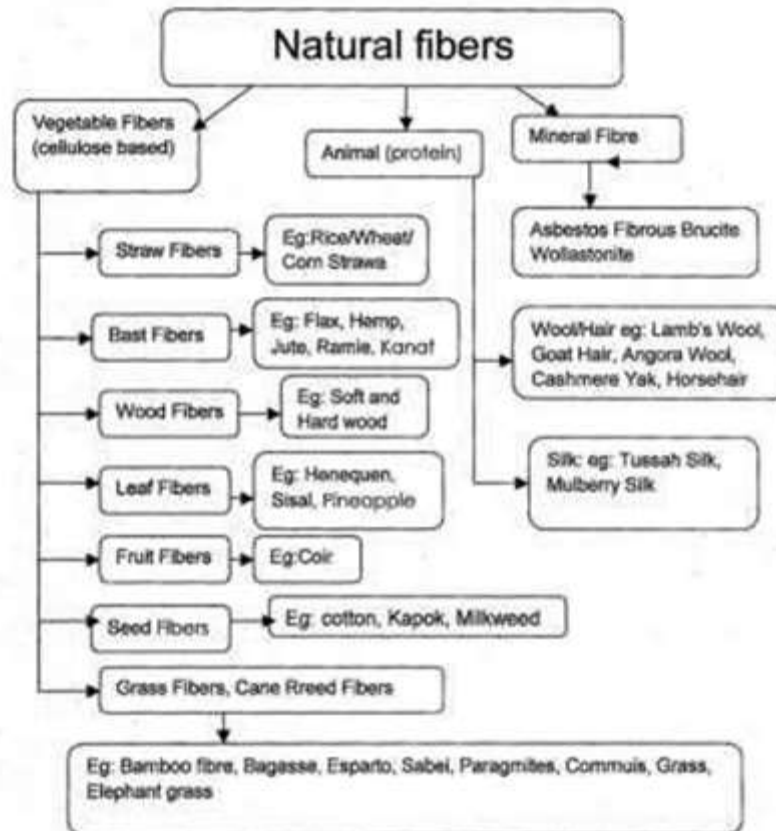 Natural fibers
Vegetable Fibers
(cellulose based)
Animal (protein)
Mineral Fibre
Asbestos Fibrous Brucite
Wollastonite
Straw Fibers
Eg:Rice/Wheat/
Corn Strawa
Bast Fibers
Eg: Flax, Hemp,
Jute, Ramie, Kanaf
Wool/Hair eg: Lamb's Wool,
Goat Hair, Angora Wool,
Cashmere Yak, Horsehair
Wood Fibers
Eg: Soft and
Hard wood
Leaf Fibers
Eg: Henequen,
Sisal, Pineapple
Silk: eg: Tussah Silk,
Mulberry Silk
Fruit Fibers
Eg:Coir
Seed Fibers
Eg: cotton, Kapok, Milkweed
Grass Fibers, Cane Rreed Fibers
Eg: Bamboo fibre, Bagasse, Esparto, Sabei, Paragmites, Commuis, Grass,
Elephant grass